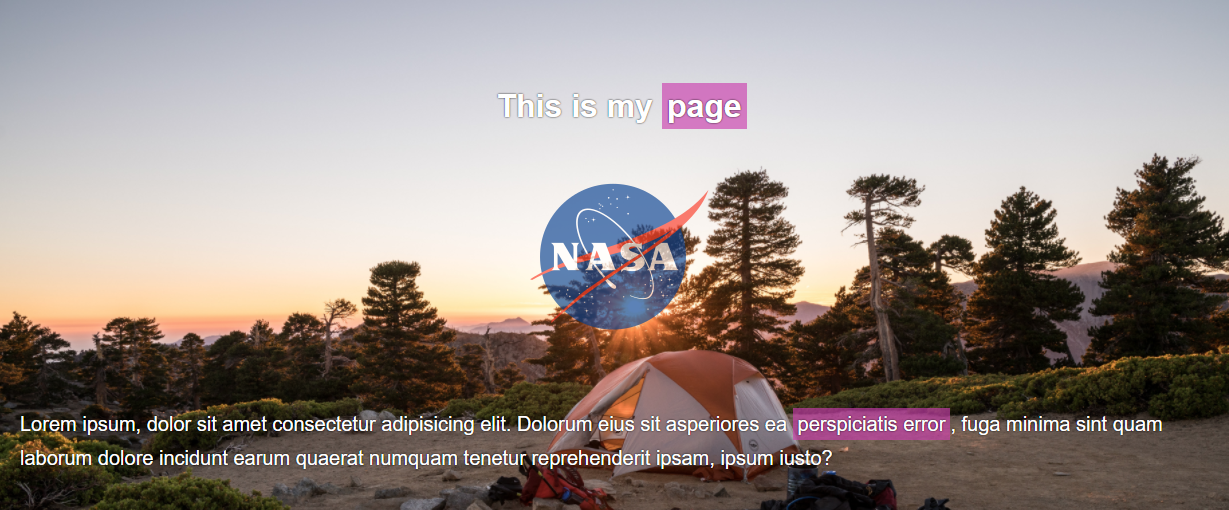 This is my page
NASA
Lorem ipsum, dolor sit amet consectetur adipisicing elit. Dolorum eius sit asperiores ea perspiciatis error, fuga minima sint quam
laborum dolore incidunt earum quaerat numquam tenetur reprehenderit ipsam, ipsum iusto?